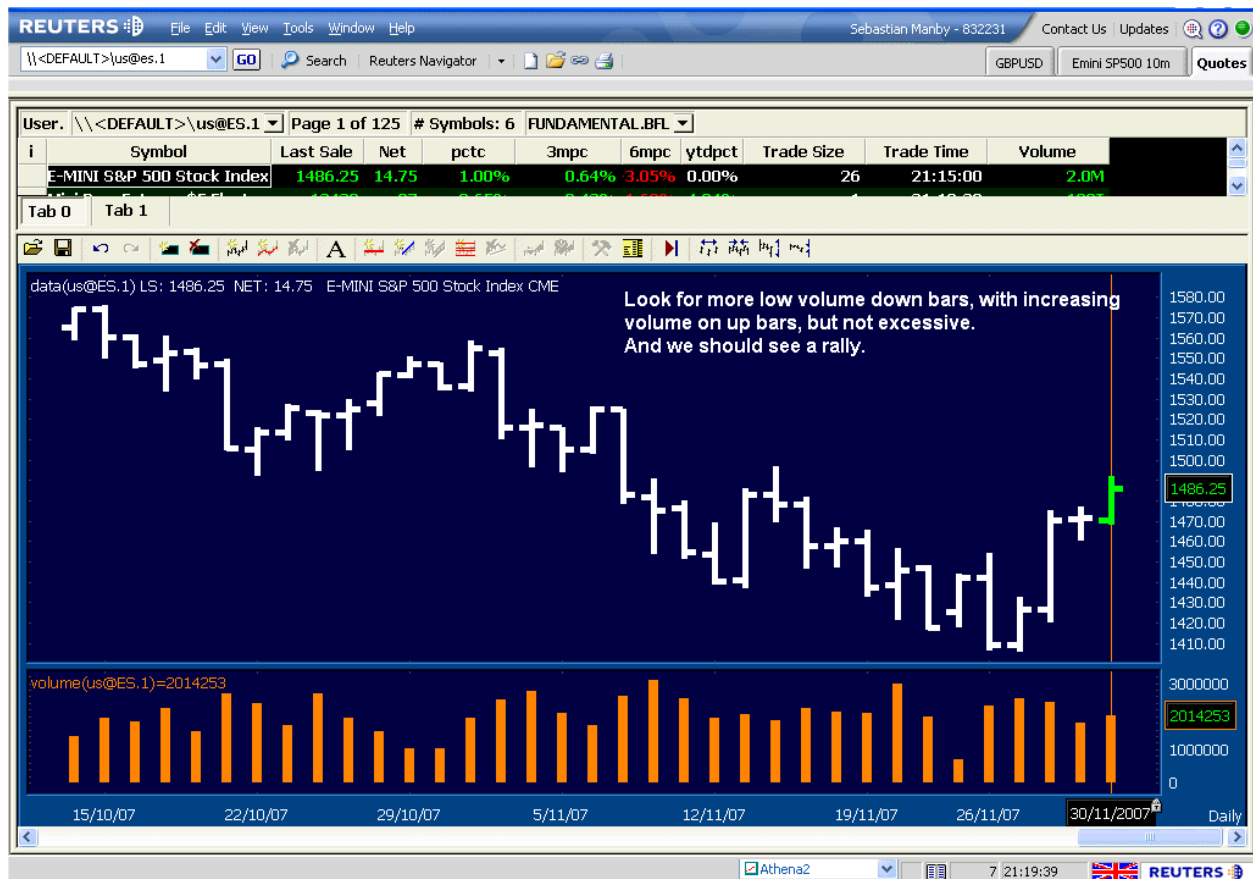 REUTERS File Edit View Tools Window Help Sebastian Manby - 832231 Contact Us Updates
\\<DEFAULT>\us@es.1 GO Search Reuters Navigator GBPUSD Emini SP500 10m Quotes
User. \\<DEFAULT>\us@ES.1 Page 1 of 125 # Symbols: 6 FUNDAMENTAL.BFL
i Symbol Last Sale Net pctc 3mpc 6mpc ytdpct Trade Size Trade Time Volume
E-MINI S&P 500 Stock Index 1486.25 14.75 1.00% 0.64% 3.05% 0.00% 26 21:15:00 2.0M
Tab 0 Tab 1
A
data(us@ES.1) LS: 1486.25 NET: 14.75 E-MINI S&P 500 Stock Index CME
Look for more low volume down bars, with increasing
volume on up bars, but not excessive.
And we should see a rally.
1580.00
1570.00
1560.00
1550.00
1540.00
1530.00
1520.00
1510.00
1500.00
1486.25
1470.00
1460.00
1450.00
1440.00
1430.00
1420.00
1410.00
volume(us@ES.1)=2014253
3000000
2014253
1000000
0
15/10/07 22/10/07 29/10/07 5/11/07 12/11/07 19/11/07 26/11/07 30/11/2007 Daily
Athena2 7 21:19:39 REUTERS